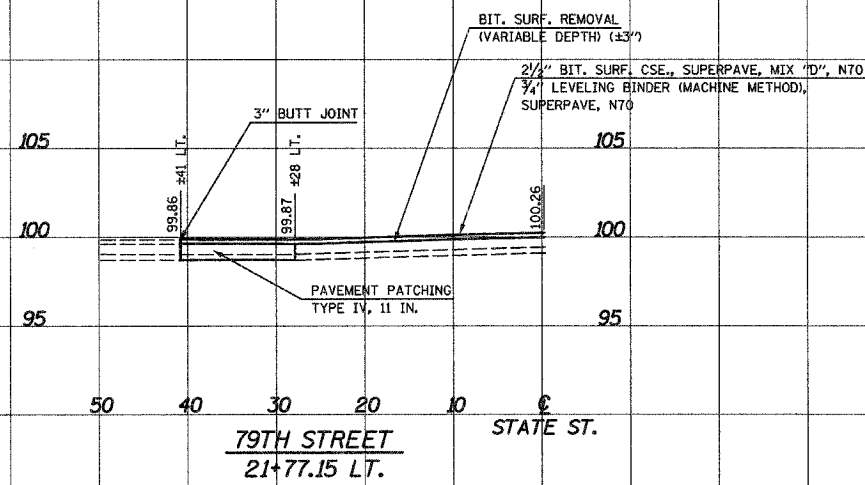 BIT. SURF. REMOVAL
(VARIABLE DEPTH) (±3")
2½" BIT. SURF. CSE., SUPERPAVE, MIX "D", N70
¾" LEVELING BINDER (MACHINE METHOD),
SUPERPAVE, N70
3" BUTT JOINT
105
105
99.86 ±41 LT.
99.87 ±28 LT.
100.26
100
100
PAVEMENT PATCHING
TYPE IV, 11 IN.
95
95
50 40 30 20 10 ℄
STATE ST.
79TH STREET
21+77.15 LT.